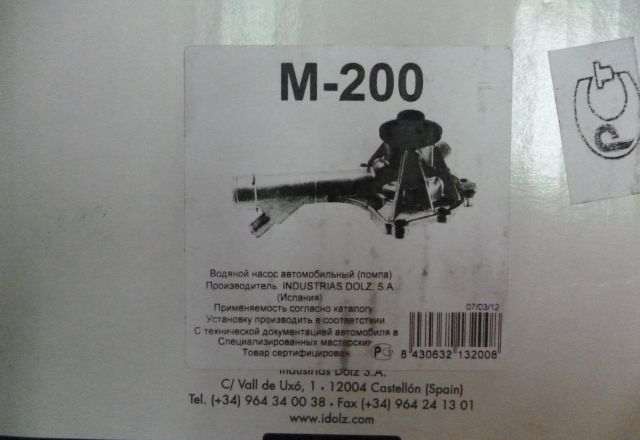 M-200
Водяной насос автомобильный (помпа)
Производитель INDUSTRIAS DOLZ. S.A.
(Испания)
Применяемость согласно каталогу
Установку производить в соответствии
С технической документацией автомобиля в
Специализированных мастерских
Товар сертифицирован
07/03/12
8 430632 132008
Industrias Dolz S.A.
C/ Vall de Uxó, 1 • 12004 Castellón (Spain)
Tel. (+34) 964 34 00 38 • Fax (+34) 964 24 13 01
www.idolz.com